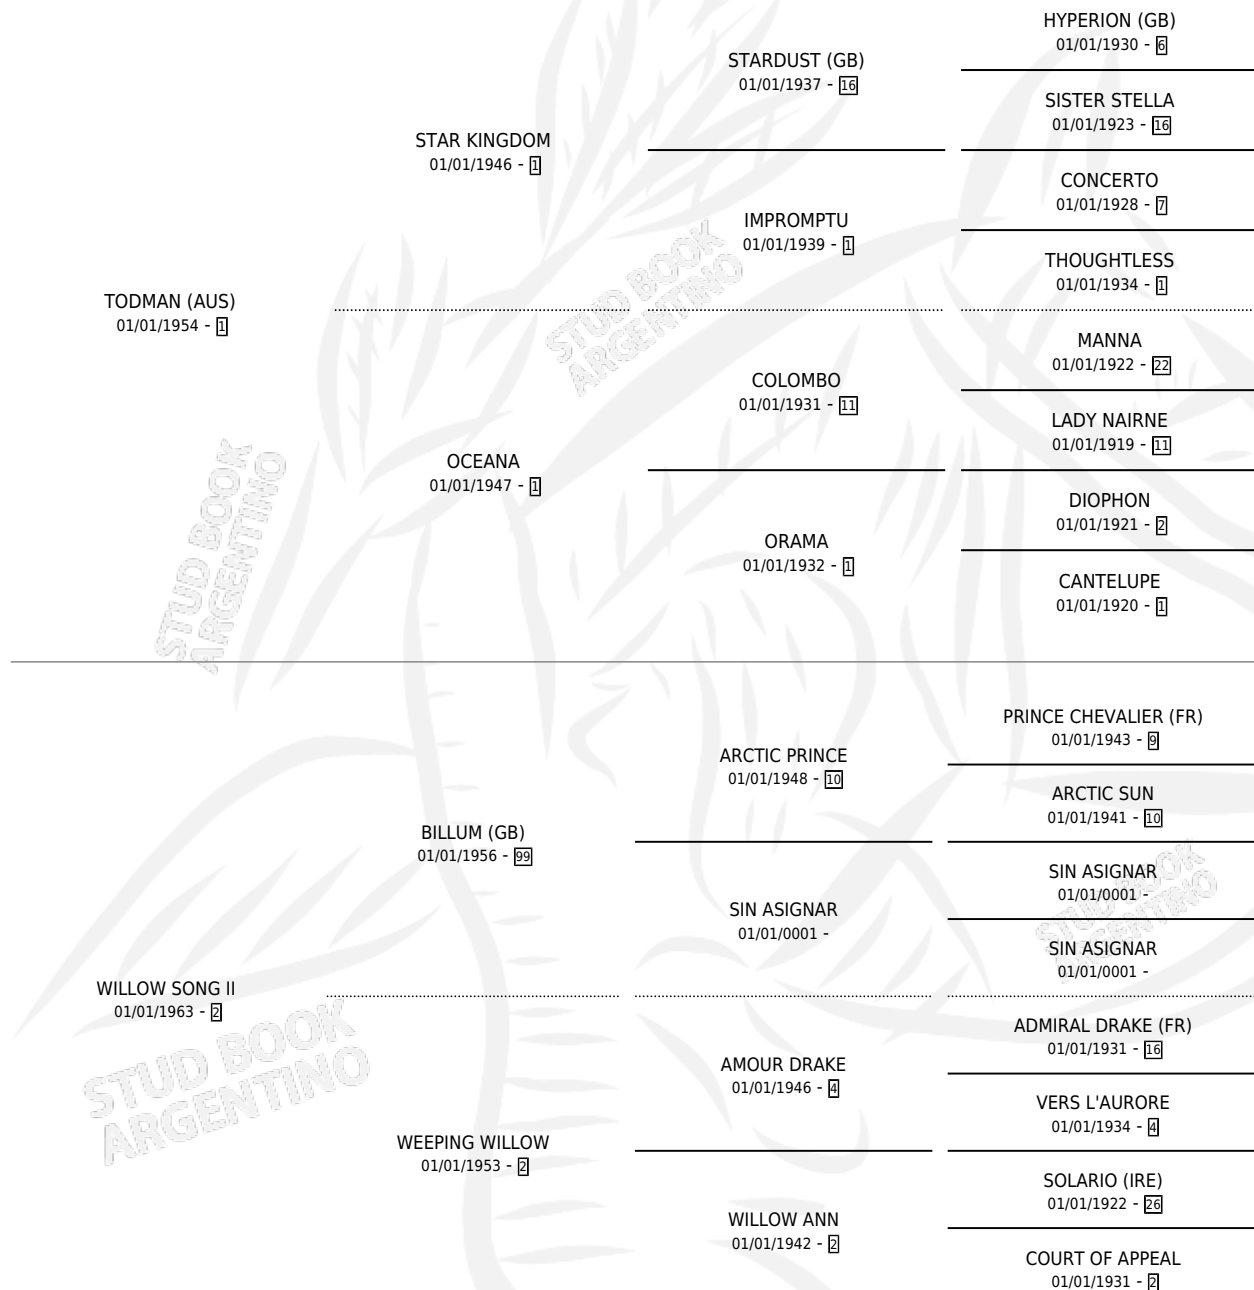 HYPERION (GB)
01/01/1930 - 6
STARDUST (GB)
01/01/1937 - 16
SISTER STELLA
01/01/1923 - 16
STAR KINGDOM
01/01/1946 - 1
CONCERTO
01/01/1928 - 7
IMPROMPTU
01/01/1939 - 1
THOUGHTLESS
01/01/1934 - 1
TODMAN (AUS)
01/01/1954 - 1
MANNA
01/01/1922 - 22
COLOMBO
01/01/1931 - 11
LADY NAIRNE
01/01/1919 - 11
OCEANA
01/01/1947 - 1
DIOPHON
01/01/1921 - 2
ORAMA
01/01/1932 - 1
CANTELUPE
01/01/1920 - 1
PRINCE CHEVALIER (FR)
01/01/1943 - 9
ARCTIC PRINCE
01/01/1948 - 10
ARCTIC SUN
01/01/1941 - 10
BILLUM (GB)
01/01/1956 - 99
SIN ASIGNAR
01/01/0001 -
SIN ASIGNAR
01/01/0001 -
SIN ASIGNAR
01/01/0001 -
WILLOW SONG II
01/01/1963 - 2
ADMIRAL DRAKE (FR)
01/01/1931 - 16
AMOUR DRAKE
01/01/1946 - 4
VERS L'AURORE
01/01/1934 - 4
WEEPING WILLOW
01/01/1953 - 2
SOLARIO (IRE)
01/01/1922 - 26
WILLOW ANN
01/01/1942 - 2
COURT OF APPEAL
01/01/1931 - 2
STUD BOOK
ARGENTINO
STUD BOOK
ARGENTINO
STUD BOOK
ARGENTINO
STUD BOOK
ARGENTINO